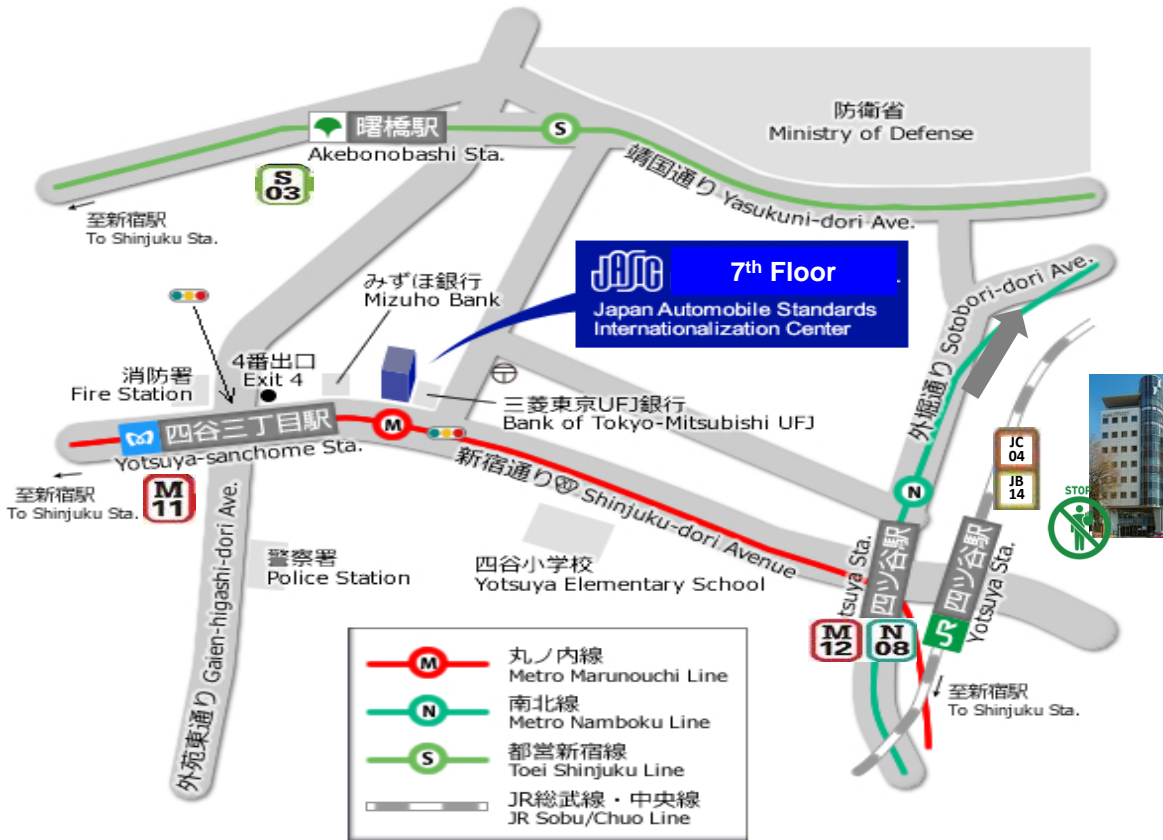 防衛省
Ministry of Defense
曙橋駅
Akebonobashi Sta.
S
S
03
靖国通り Yasukuni-dori Ave.
至新宿駅
To Shinjuku Sta.
JASIC
7th Floor
Japan Automobile Standards
Internationalization Center
外堀通り Sotobori-dori Ave.
みずほ銀行
Mizuho Bank
4番出口
Exit 4
消防署
Fire Station
三菱東京UFJ銀行
Bank of Tokyo-Mitsubishi UFJ
〒
四谷三丁目駅
Yotsuya-sanchome Sta.
M
M
11
至新宿駅
To Shinjuku Sta.
新宿通り 20 Shinjuku-dori Avenue
JC
04
JB
14
STOP
N
警察署
Police Station
四谷小学校
Yotsuya Elementary School
外苑東通り Gaien-higashi-dori Ave.
四ツ谷駅
tsuya Sta.
四ツ谷駅
Yotsuya Sta.
JR
M
12
N
08
至新宿駅
To Shinjuku Sta.
M
丸ノ内線
Metro Marunouchi Line
N
南北線
Metro Namboku Line
S
都営新宿線
Toei Shinjuku Line
JR総武線・中央線
JR Sobu/Chuo Line